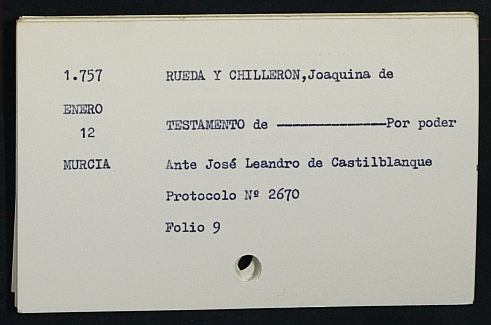 1.757 RUEDA Y CHILLERON,Joaquina de
ENERO
12 TESTAMENTO de ---------------Por poder
MURCIA Ante José Leandro de Castilblanque
Protocolo Nº 2670
Folio 9